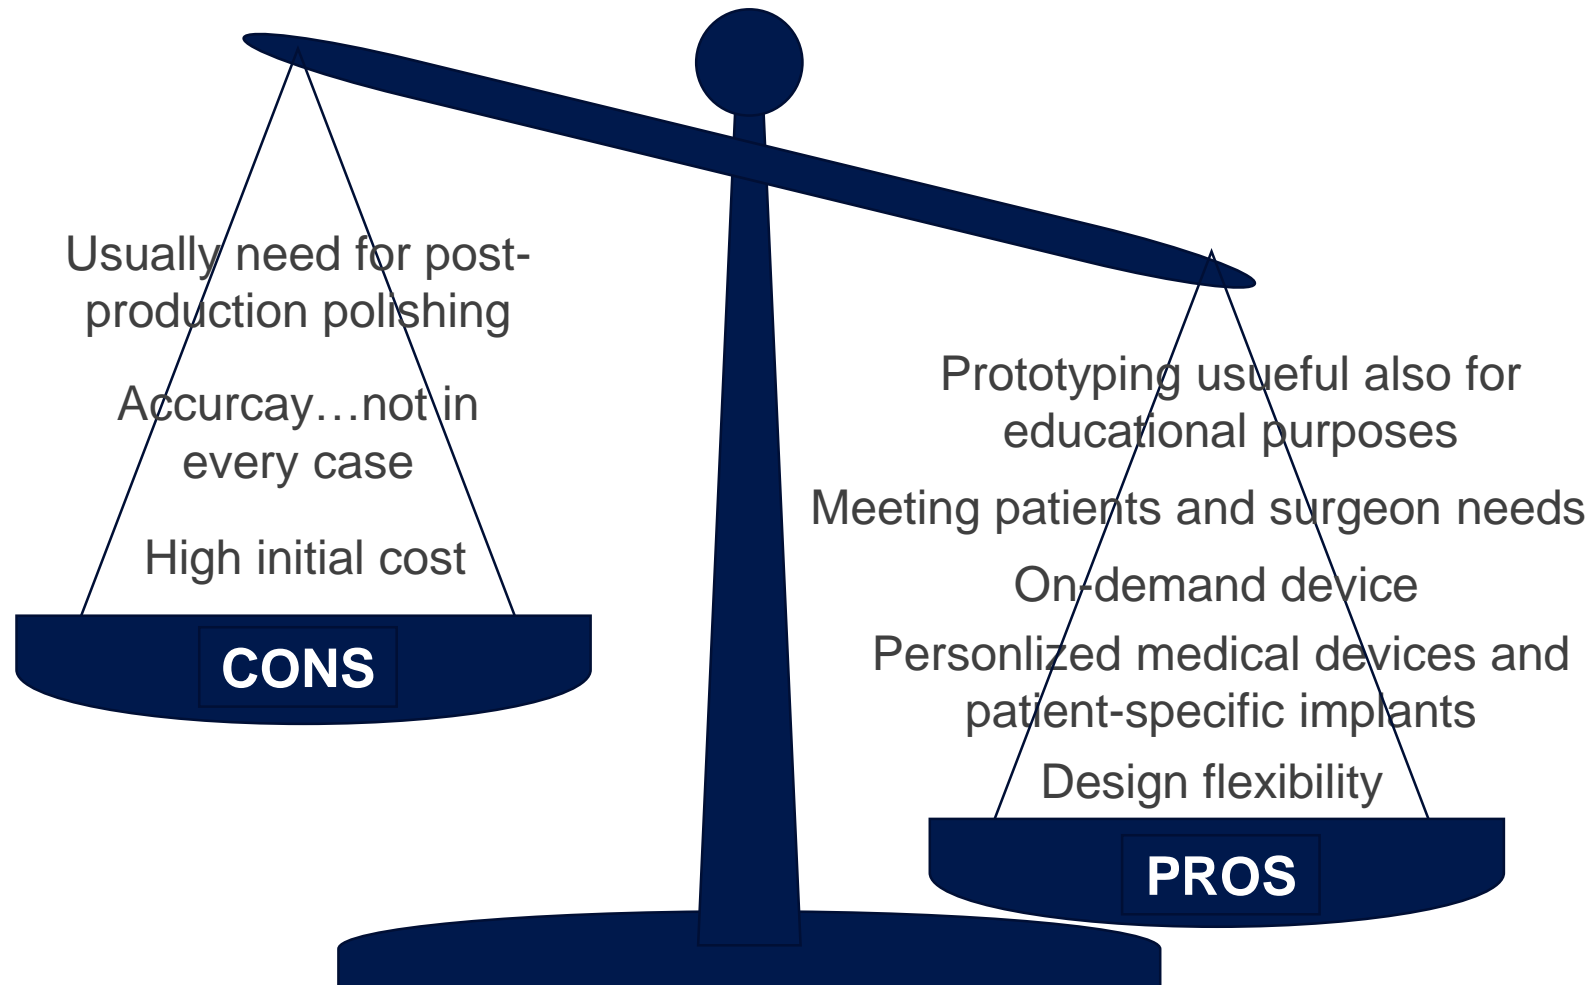 Usually need for post-
production polishing
Accurcay…not in
every case
High initial cost
CONS
Prototyping usueful also for
educational purposes
Meeting patients and surgeon needs
On-demand device
Personlized medical devices and
patient-specific implants
Design flexibility
PROS